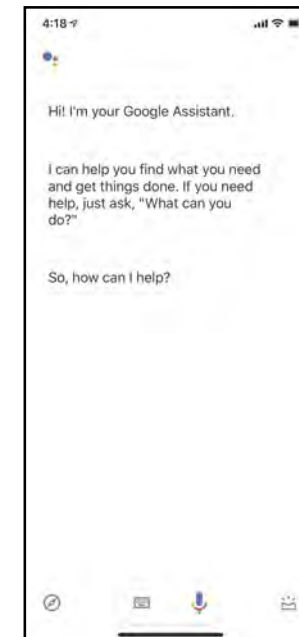 4:18
Hi! I'm your Google Assistant.
I can help you find what you need
and get things done. If you need
help, just ask, "What can you
do?"
So, how can I help?